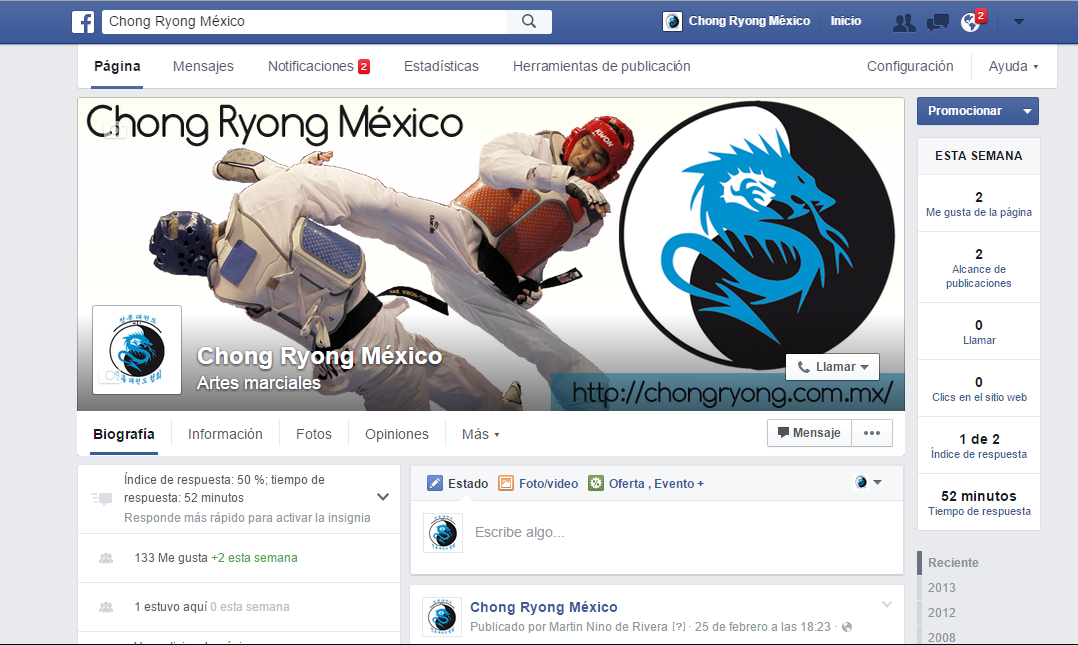 Chong Ryong México
Chong Ryong México
Inicio
2
Página
Mensajes
Notificaciones 2
Estadísticas
Herramientas de publicación
Configuración
Ayuda
Chong Ryong México
KWON
TAE KWON-DO
Chong Ryong México
Artes marciales
Llamar
http://chongryong.com.mx/
Biografía
Información
Fotos
Opiniones
Más
Mensaje
Promocionar
ESTA SEMANA
2
Me gusta de la página
2
Alcance de
publicaciones
0
Llamar
0
Clics en el sitio web
1 de 2
Índice de respuesta
52 minutos
Tiempo de respuesta
Reciente
2013
2012
2008
Índice de respuesta: 50 %; tiempo de
respuesta: 52 minutos
Responde más rápido para activar la insignia
133 Me gusta +2 esta semana
1 estuvo aquí 0 esta semana
Estado
Foto/video
Oferta , Evento +
Escribe algo...
Chong Ryong México
Publicado por Martin Nino de Rivera [?] · 25 de febrero a las 18:23 ·